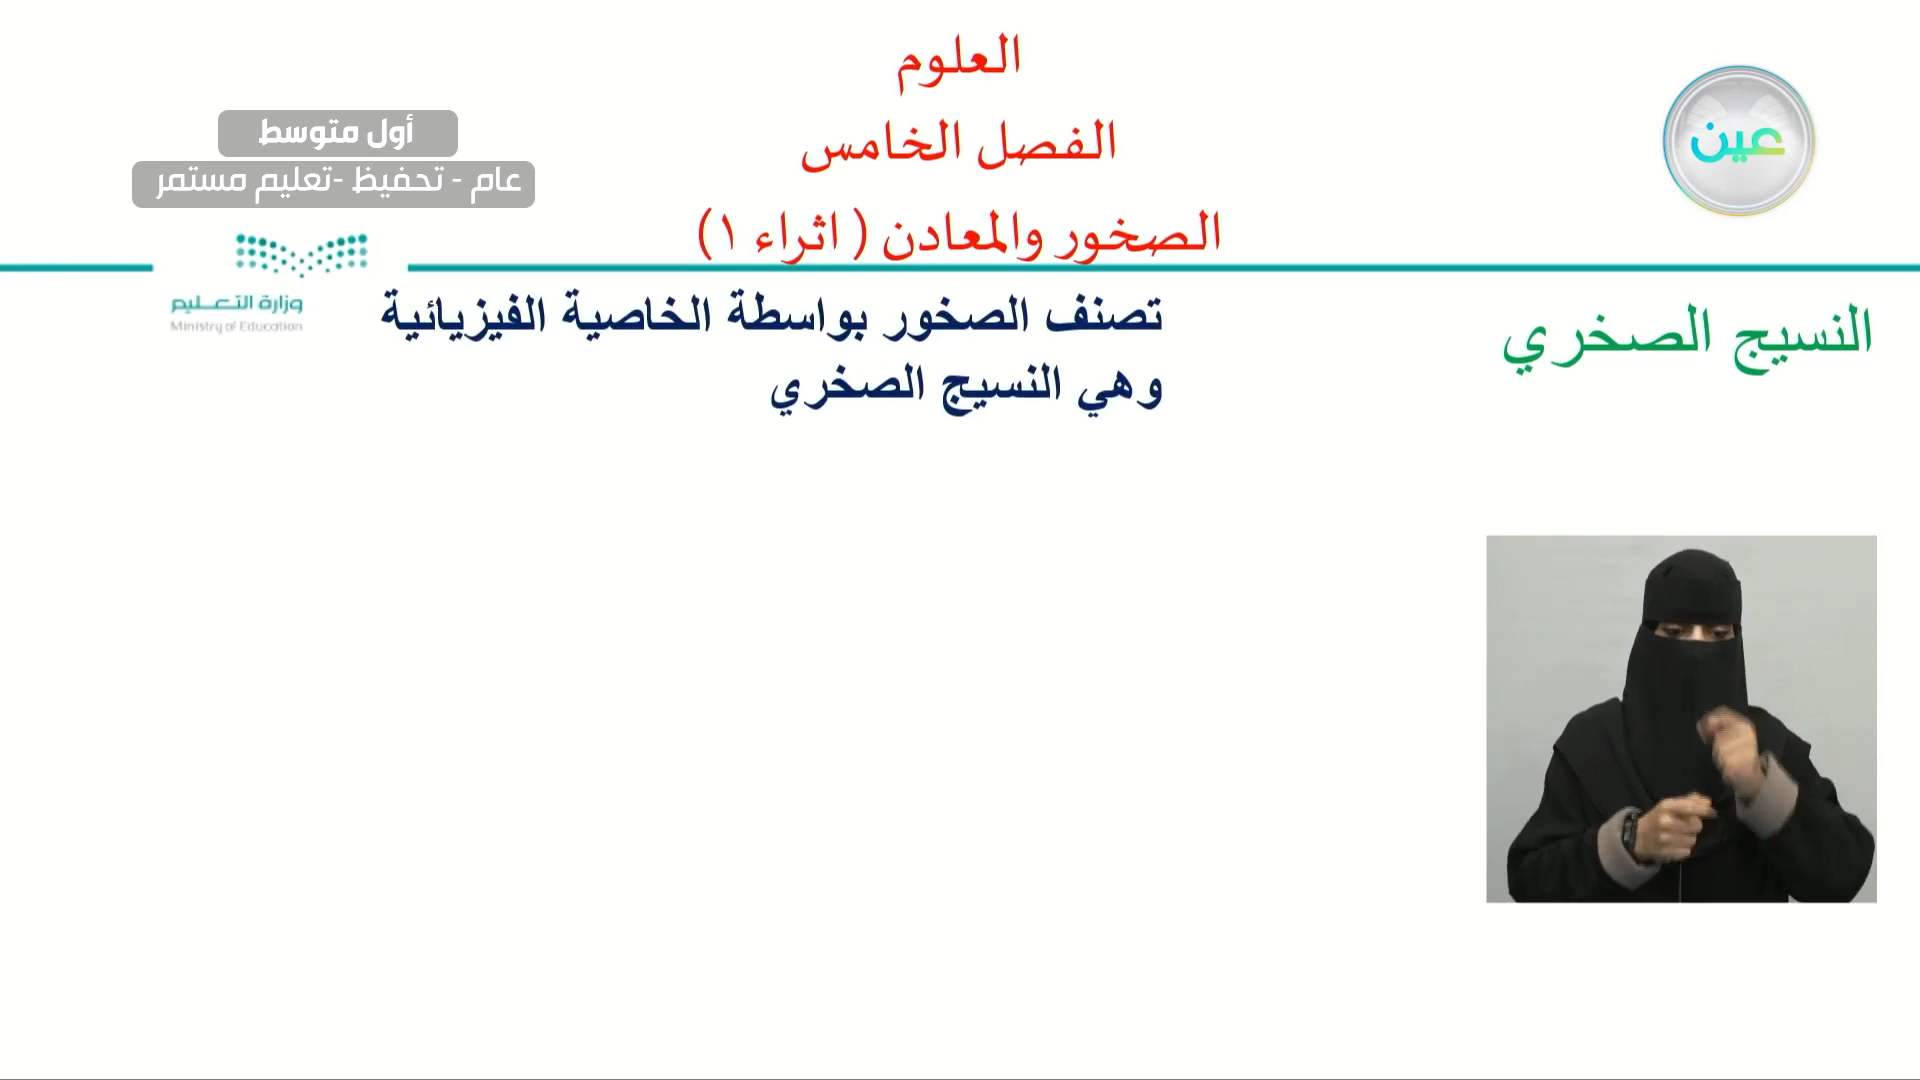 العلوم
الفصل الخامس
الصخور والمعادن ( اثراء ١)
عين
أول متوسط
عام - تحفيظ -تعليم مستمر
وزارة التعليم
Ministry of Education
النسيج الصخري
تصنف الصخور بواسطة الخاصية الفيزيائية
وهي النسيج الصخري